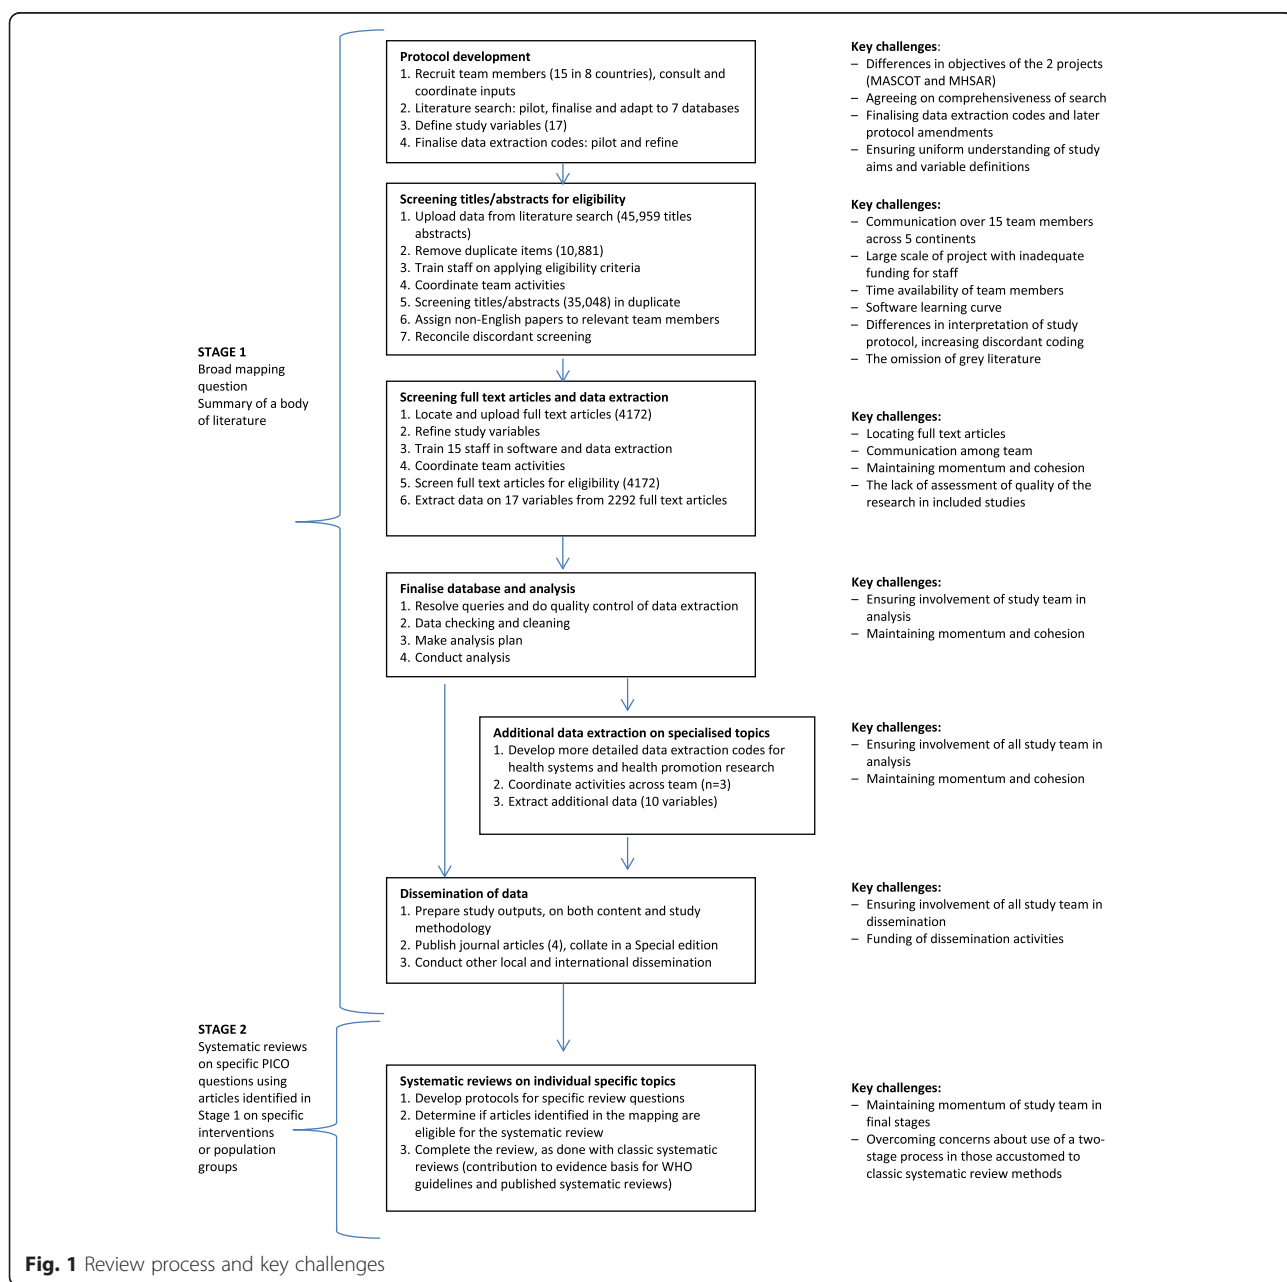 Protocol development
1. Recruit team members (15 in 8 countries), consult and
coordinate inputs
2. Literature search: pilot, finalise and adapt to 7 databases
3. Define study variables (17)
4. Finalise data extraction codes: pilot and refine
Key challenges:
– Differences in objectives of the 2 projects
(MASCOT and MHSAR)
– Agreeing on comprehensiveness of search
– Finalising data extraction codes and later
protocol amendments
– Ensuring uniform understanding of study
aims and variable definitions
Screening titles/abstracts for eligibility
1. Upload data from literature search (45,959 titles
abstracts)
2. Remove duplicate items (10,881)
3. Train staff on applying eligibility criteria
4. Coordinate team activities
5. Screening titles/abstracts (35,048) in duplicate
6. Assign non-English papers to relevant team members
7. Reconcile discordant screening
Key challenges:
– Communication over 15 team members
across 5 continents
– Large scale of project with inadequate
funding for staff
– Time availability of team members
– Software learning curve
– Differences in interpretation of study
protocol, increasing discordant coding
– The omission of grey literature
STAGE 1
Broad mapping
question
Summary of a body
of literature
Screening full text articles and data extraction
1. Locate and upload full text articles (4172)
2. Refine study variables
3. Train 15 staff in software and data extraction
4. Coordinate team activities
5. Screen full text articles for eligibility (4172)
6. Extract data on 17 variables from 2292 full text articles
Key challenges:
– Locating full text articles
– Communication among team
– Maintaining momentum and cohesion
– The lack of assessment of quality of the
research in included studies
Finalise database and analysis
1. Resolve queries and do quality control of data extraction
2. Data checking and cleaning
3. Make analysis plan
4. Conduct analysis
Key challenges:
– Ensuring involvement of study team in
analysis
– Maintaining momentum and cohesion
Additional data extraction on specialised topics
1. Develop more detailed data extraction codes for
health systems and health promotion research
2. Coordinate activities across team (n=3)
3. Extract additional data (10 variables)
Key challenges:
– Ensuring involvement of all study team in
analysis
– Maintaining momentum and cohesion
Dissemination of data
1. Prepare study outputs, on both content and study
methodology
2. Publish journal articles (4), collate in a Special edition
3. Conduct other local and international dissemination
Key challenges:
– Ensuring involvement of all study team in
dissemination
– Funding of dissemination activities
STAGE 2
Systematic reviews
on specific PICO
questions using
articles identified in
Stage 1 on specific
interventions
or population
groups
Systematic reviews on individual specific topics
1. Develop protocols for specific review questions
2. Determine if articles identified in the mapping are
eligible for the systematic review
3. Complete the review, as done with classic systematic
reviews (contribution to evidence basis for WHO
guidelines and published systematic reviews)
Key challenges:
– Maintaining momentum of study team in
final stages
– Overcoming concerns about use of a two-
stage process in those accustomed to
classic systematic review methods
Fig. 1 Review process and key challenges